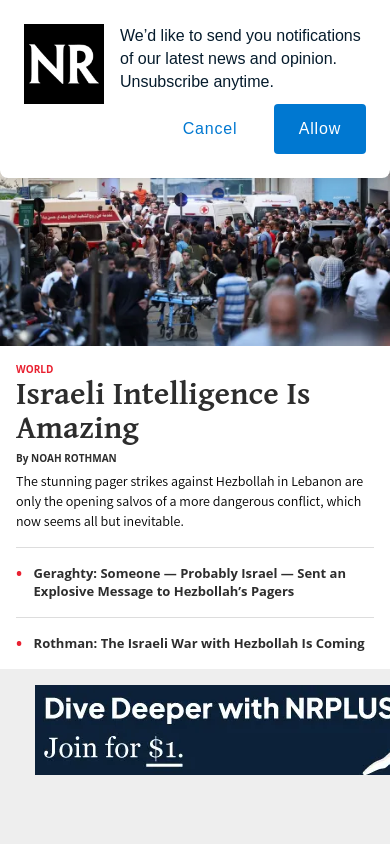 NR
We’d like to send you notifications
of our latest news and opinion.
Unsubscribe anytime.
Cancel
Allow
WORLD
Israeli Intelligence Is
Amazing
By NOAH ROTHMAN
The stunning pager strikes against Hezbollah in Lebanon are
only the opening salvos of a more dangerous conflict, which
now seems all but inevitable.
Geraghty: Someone — Probably Israel — Sent an
Explosive Message to Hezbollah’s Pagers
Rothman: The Israeli War with Hezbollah Is Coming
Dive Deeper with NRPLUS
Join for $1.